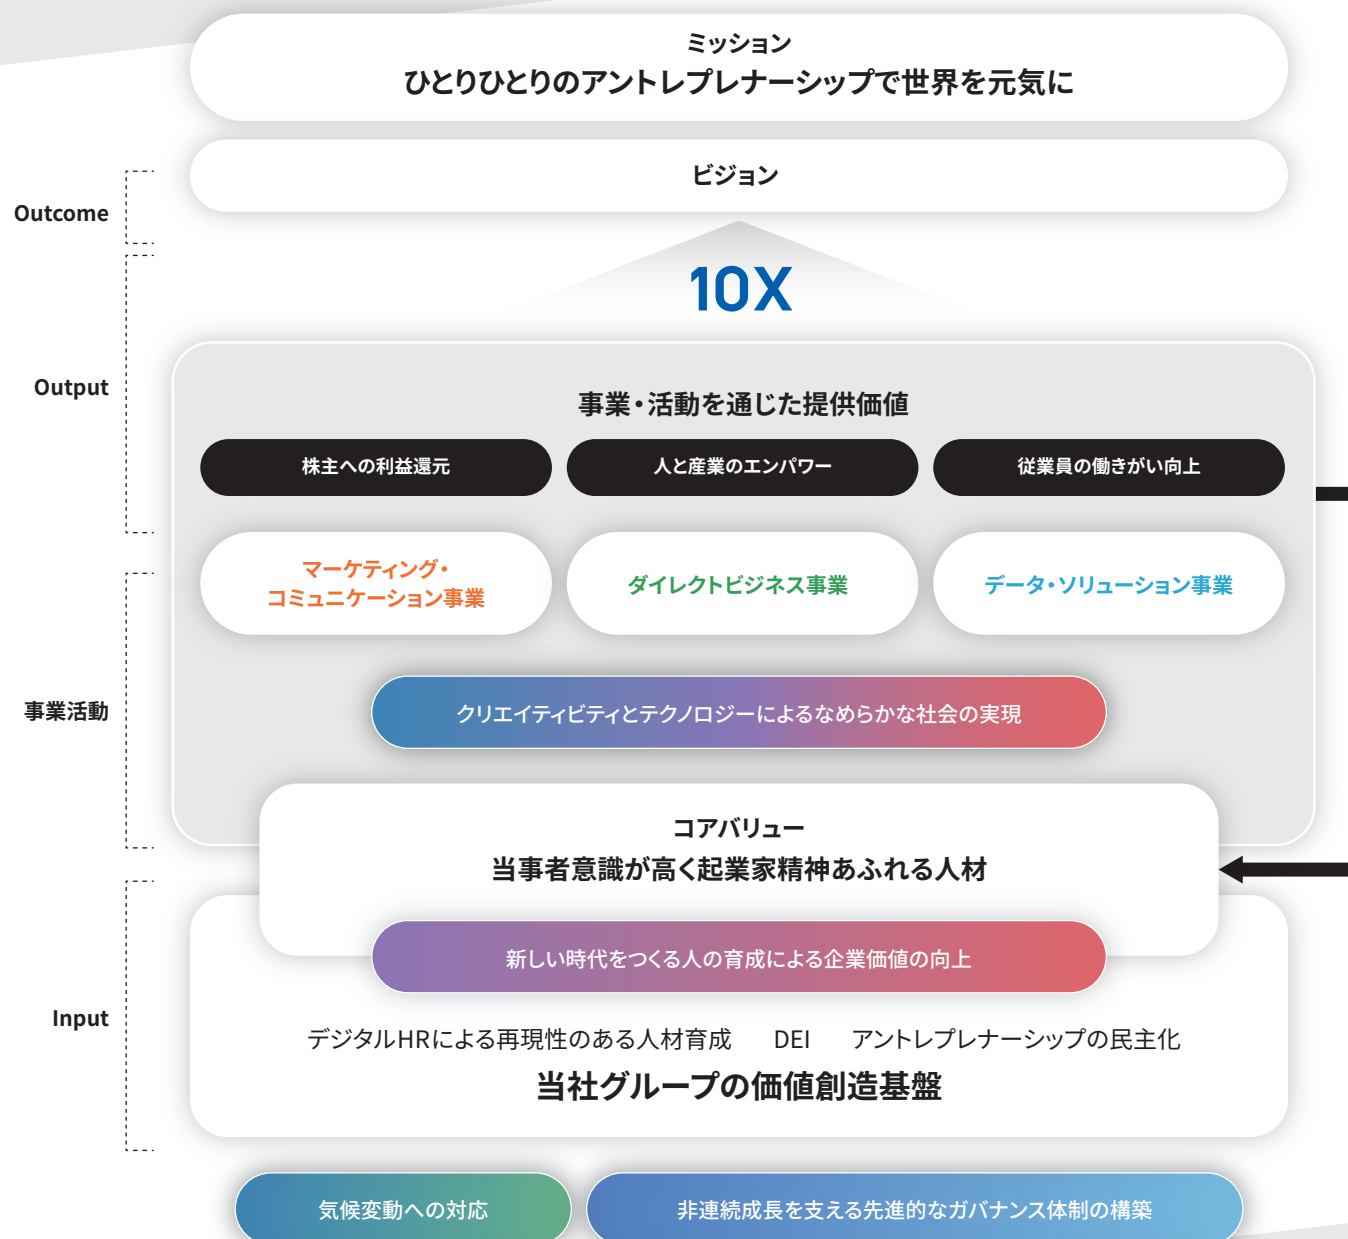 ミッション
ひとりひとりのアントレプレナーシップで世界を元気に
ビジョン
Outcome
10X
Output
事業・活動を通じた提供価値
株主への利益還元
人と産業のエンパワー
従業員の働きがい向上
マーケティング・
コミュニケーション事業
ダイレクトビジネス事業
データ・ソリューション事業
事業活動
クリエイティビティとテクノロジーによるなめらかな社会の実現
コアバリュー
当事者意識が高く起業家精神あふれる人材
新しい時代をつくる人の育成による企業価値の向上
Input
デジタルHRによる再現性のある人材育成 DEI アントレプレナーシップの民主化
当社グループの価値創造基盤
気候変動への対応
非連続成長を支える先進的なガバナンス体制の構築